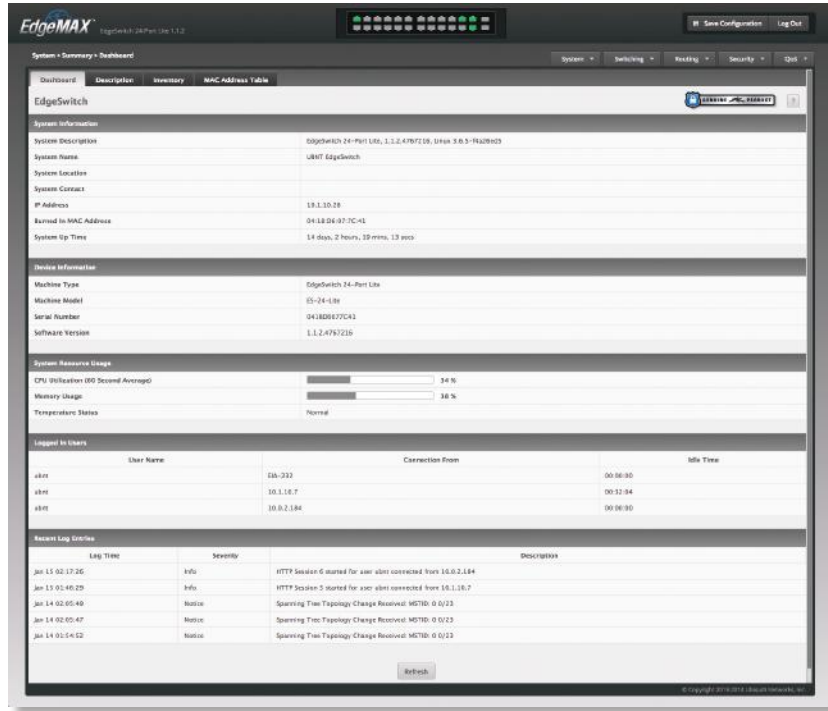 EdgeMAX EdgeSwitch 24-Port Lite 1.1.2
Save Configuration Log Out
System > Summary > Dashboard
System Switching Routing Security QoS
Dashboard Description Inventory MAC Address Table
EdgeSwitch
GENUINE PRODUCT
?
System Information
System Description EdgeSwitch 24-Port Lite, 1.1.2.4767216, Linux
System Name UBNT EdgeSwitch
System Location
System Contact
IP Address 10.1.10.28
Burned In MAC Address 04:18:D6:07:7C:41
System Up Time 14 days, 2 hours, 19 mins, 13 secs
Device Information
Machine Type EdgeSwitch 24-Port Lite
Machine Model ES-24-Lite
Serial Number
Software Version 1.1.2.4767216
System Resource Usage
CPU Utilization (60 Second Average) 34 %
Memory Usage 38 %
Temperature Status Normal
Logged In Users
User Name Connection From Idle Time
ubnt EIA-232 00:00:00
ubnt 10.1.10.7
ubnt 10.0.2.184 00:00:00
Recent Log Entries
Log Time Severity Description
Jan 15 02:17:26 Info HTTP Session 6 started for user ubnt connected from 10.0.2.184
Jan 15 01:46:29 Info HTTP Session 5 started for user ubnt connected from 10.1.10.7
Jan 14 02:05:49 Notice Spanning Tree Topology Change Received: MSTID: 0 0/23
Jan 14 02:05:47 Notice Spanning Tree Topology Change Received: MSTID: 0 0/23
Jan 14 01:54:52 Notice Spanning Tree Topology Change Received: MSTID: 0 0/23
Refresh
© Copyright Ubiquiti Networks, Inc.